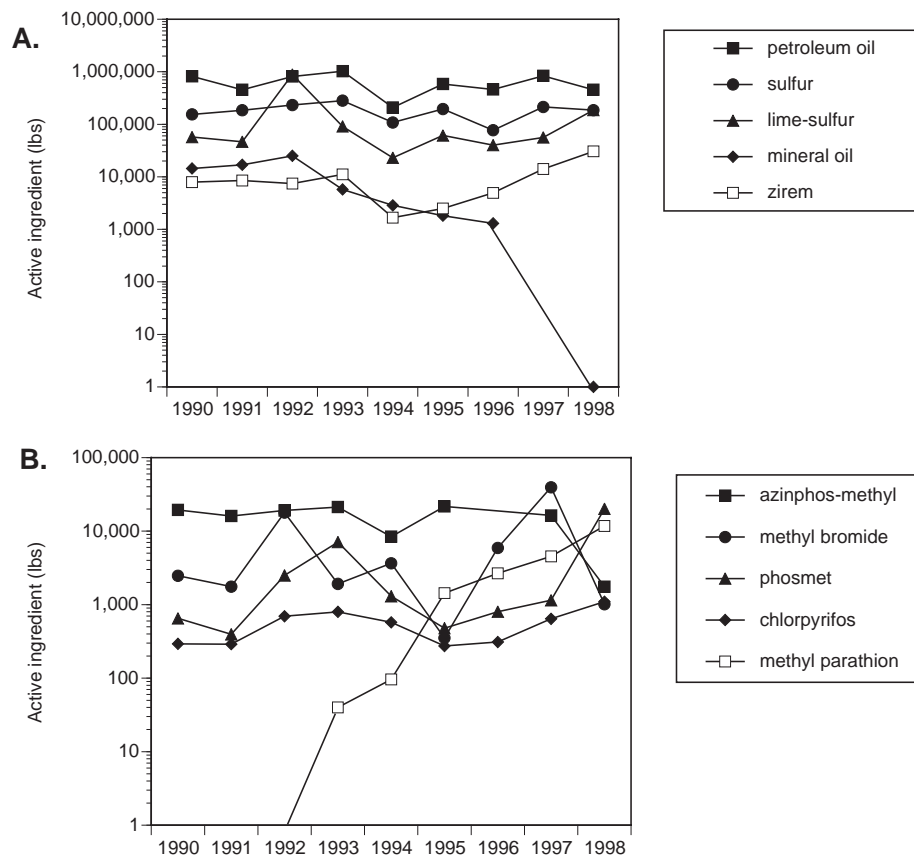 A.
Active ingredient (lbs)
10,000,000
1,000,000
100,000
10,000
1,000
100
10
1
1990 1991 1992 1993 1994 1995 1996 1997 1998
petroleum oil
sulfur
lime-sulfur
mineral oil
zirem
B.
Active ingredient (lbs)
100,000
10,000
1,000
100
10
1
1990 1991 1992 1993 1994 1995 1996 1997 1998
azinphos-methyl
methyl bromide
phosmet
chlorpyrifos
methyl parathion